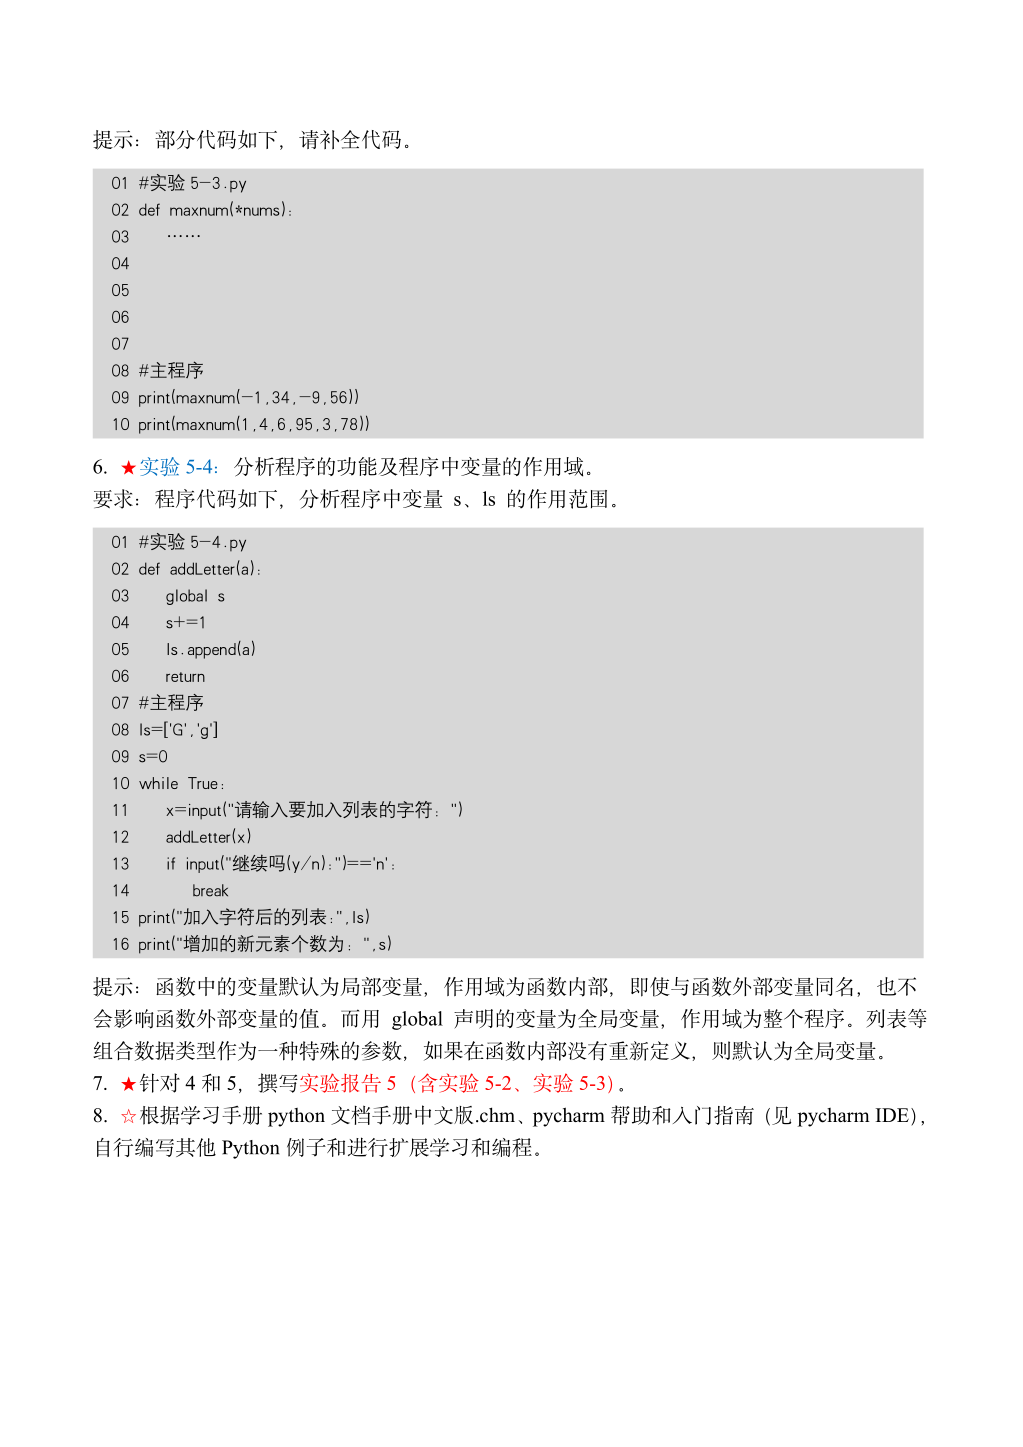 提示：部分代码如下，请补全代码。
01 #实验 5-3.py
02 def maxnum(*nums):
03     ……
04
05
06
07
08 #主程序
09 print(maxnum(-1,34,-9,56))
10 print(maxnum(1,4,6,95,3,78))
6. ★实验 5-4：分析程序的功能及程序中变量的作用域。
要求：程序代码如下，分析程序中变量 s、ls 的作用范围。
01 #实验 5-4.py
02 def addLetter(a):
03     global s
04     s+=1
05     ls.append(a)
06     return
07 #主程序
08 ls=['G','g']
09 s=0
10 while True:
11     x=input("请输入要加入列表的字符：")
12     addLetter(x)
13     if input("继续吗(y/n):")=='n':
14         break
15 print("加入字符后的列表:",ls)
16 print("增加的新元素个数为：",s)
提示：函数中的变量默认为局部变量，作用域为函数内部，即使与函数外部变量同名，也不
会影响函数外部变量的值。而用 global 声明的变量为全局变量，作用域为整个程序。列表等
组合数据类型作为一种特殊的参数，如果在函数内部没有重新定义，则默认为全局变量。
7. ★针对 4 和 5，撰写实验报告 5（含实验 5-2、实验 5-3）。
8. ☆根据学习手册 python 文档手册中文版.chm、pycharm 帮助和入门指南（见 pycharm IDE），
自行编写其他 Python 例子和进行扩展学习和编程。